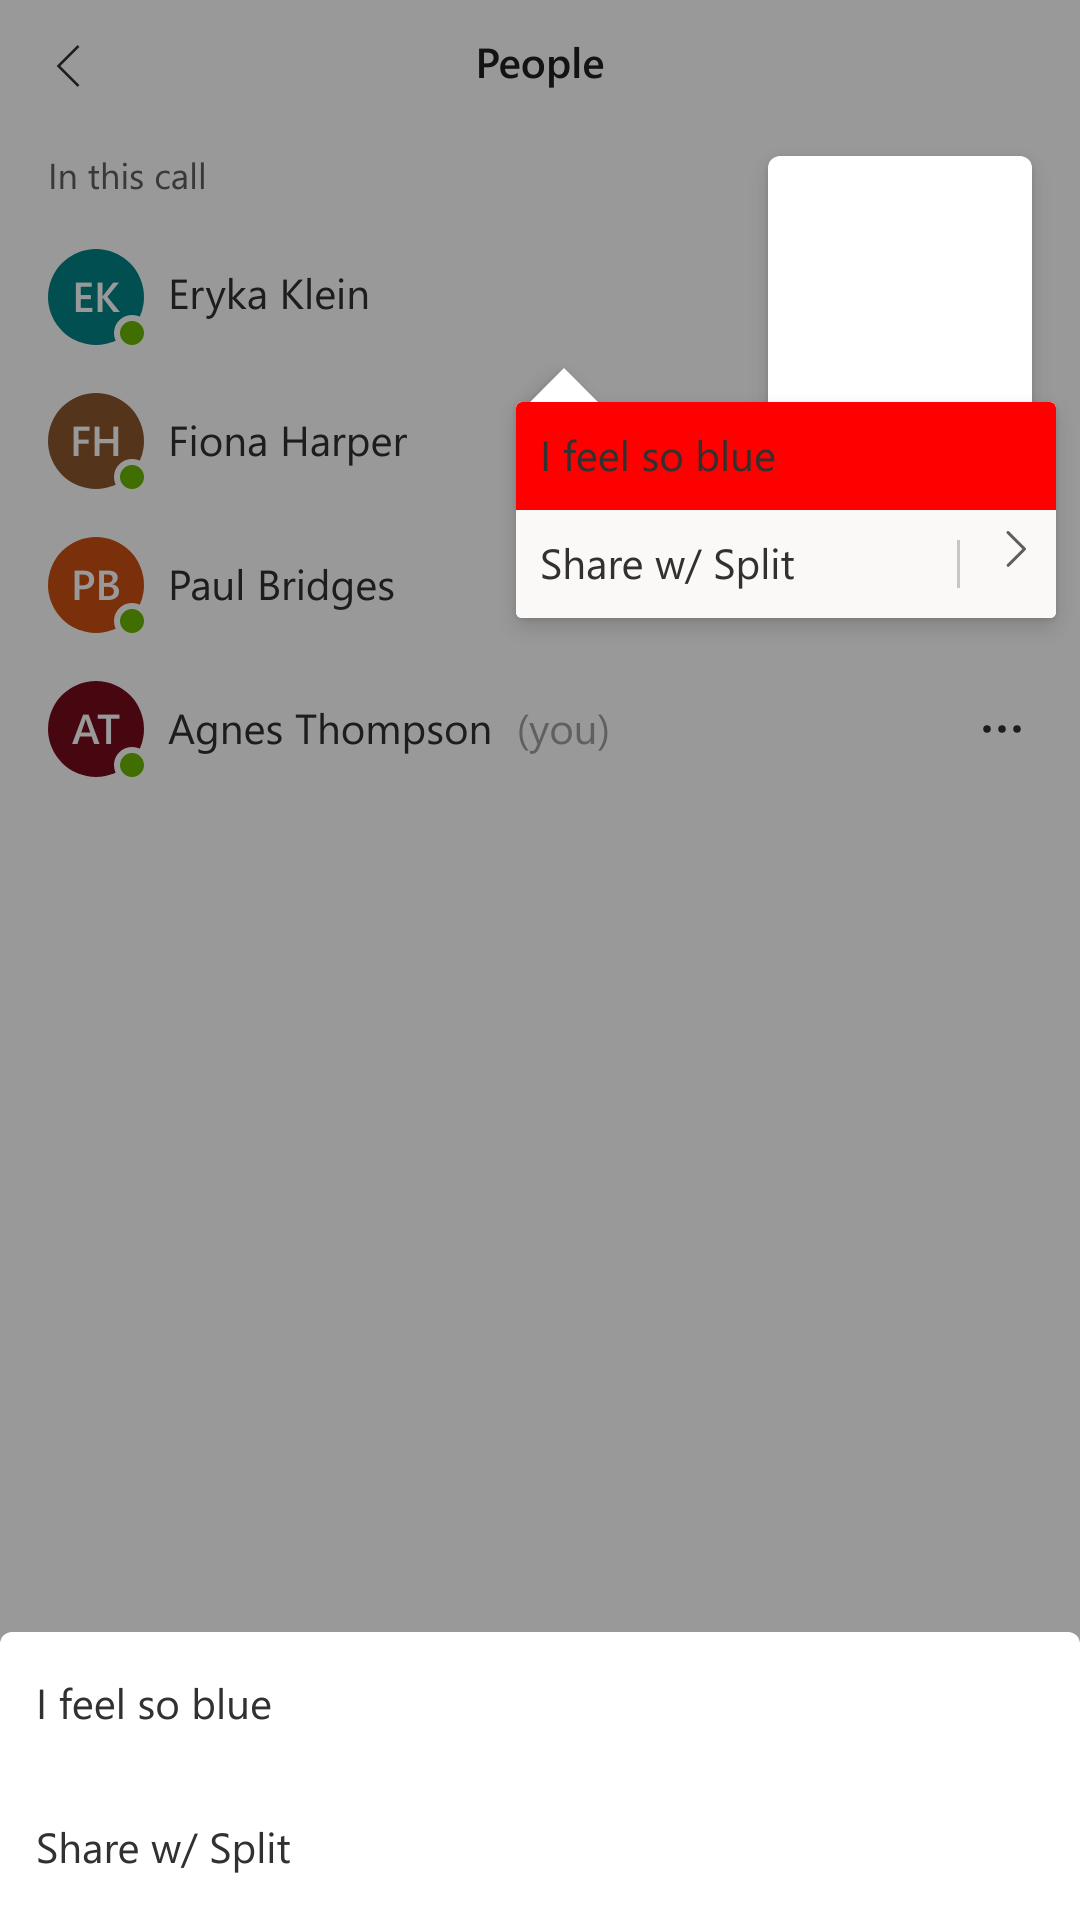 People
In this call
EK Eryka Klein
FH Fiona Harper
I feel so blue
Share w/ Split
PB Paul Bridges
AT Agnes Thompson (you)
I feel so blue
Share w/ Split